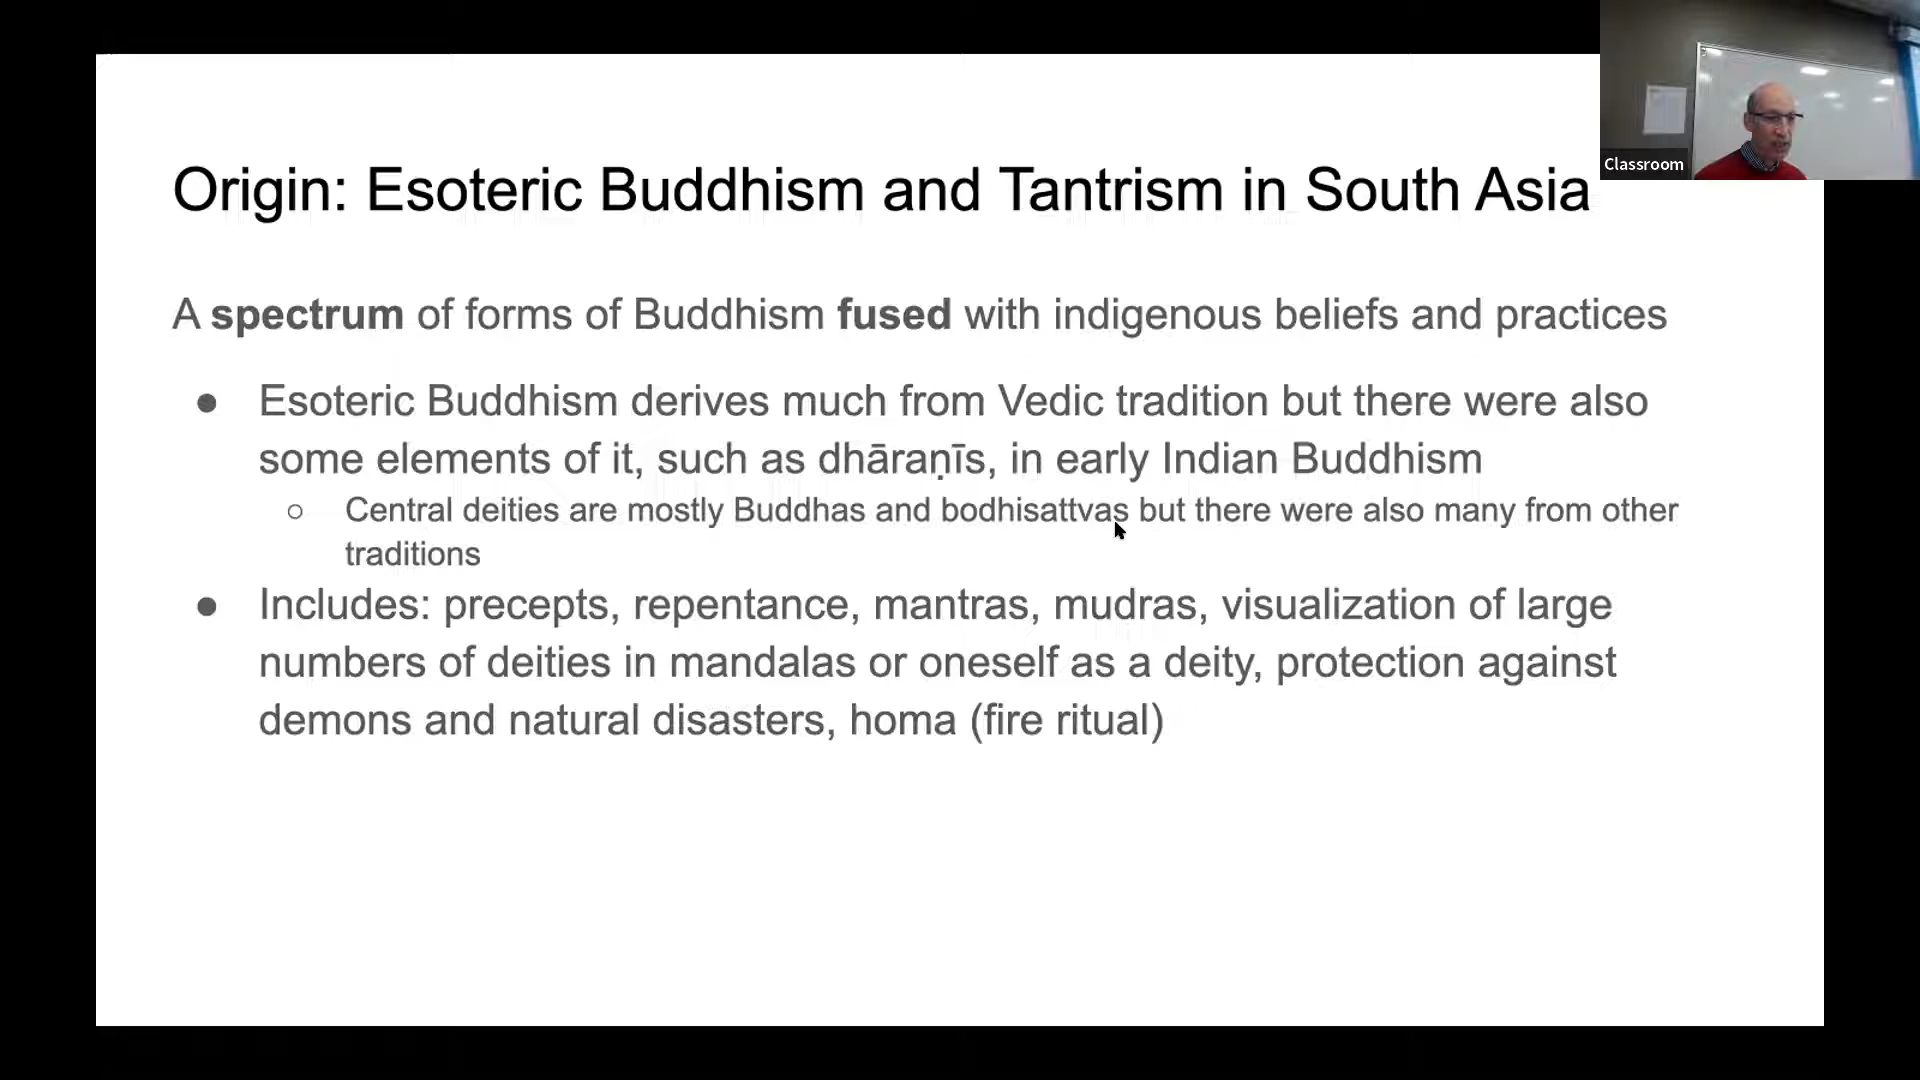 Origin: Esoteric Buddhism and Tantrism in South Asia
Classroom
A spectrum of forms of Buddhism fused with indigenous beliefs and practices
● Esoteric Buddhism derives much from Vedic tradition but there were also
some elements of it, such as dhāraṇīs, in early Indian Buddhism
○ Central deities are mostly Buddhas and bodhisattvas but there were also many from other
traditions
● Includes: precepts, repentance, mantras, mudras, visualization of large
numbers of deities in mandalas or oneself as a deity, protection against
demons and natural disasters, homa (fire ritual)